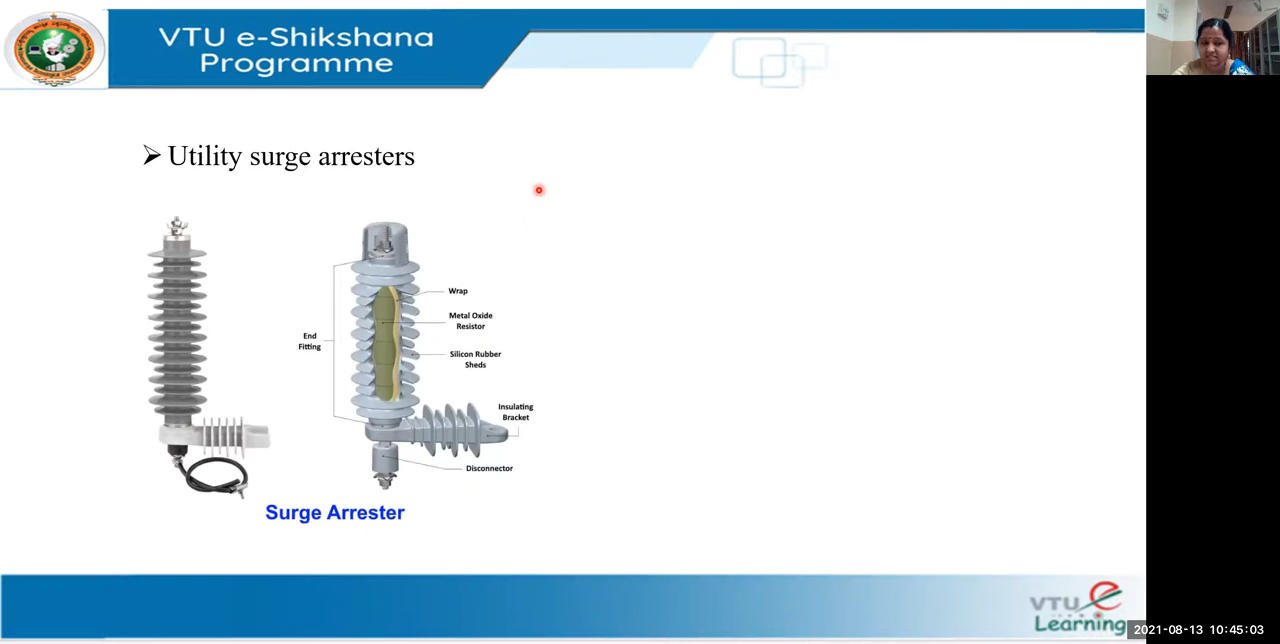 VTU e-Shikshana
Programme
➢ Utility surge arresters
Wrap
Metal Oxide
Resistor
End
Fitting
Silicon Rubber
Sheds
Insulating
Bracket
Disconnector
Surge Arrester
VTU e
Learning
2021-08-13 10:45:03